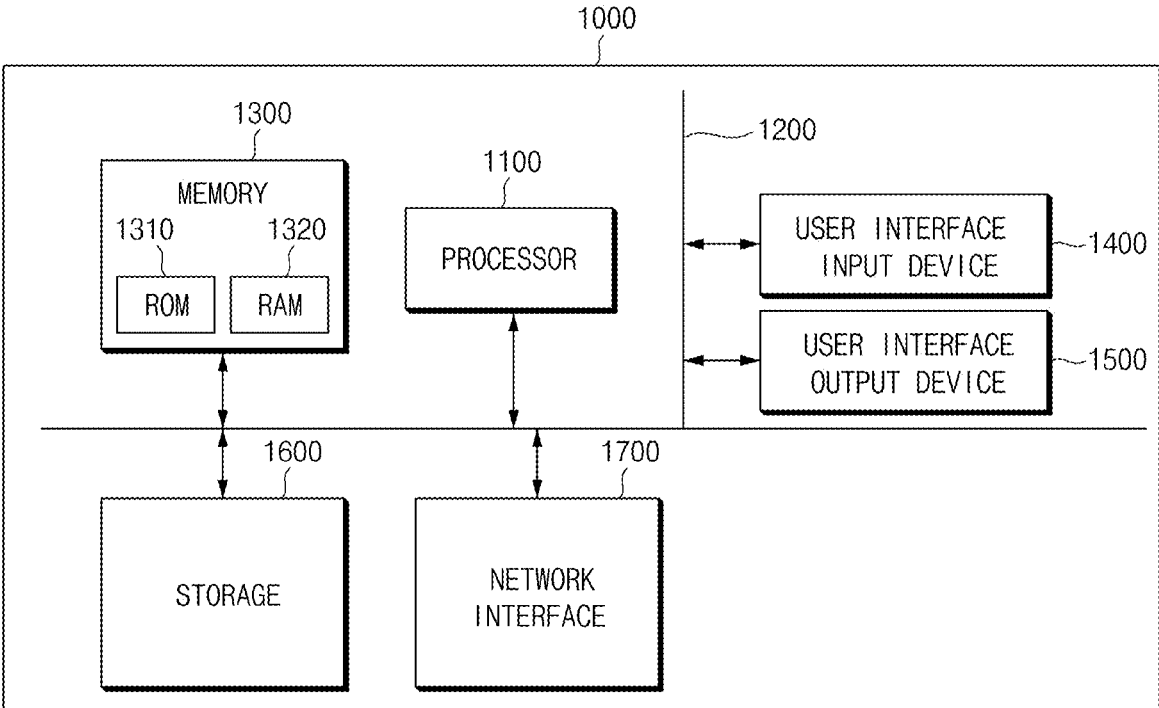 1000
1300
MEMORY
1310
1320
ROM
RAM
1100
PROCESSOR
1200
USER INTERFACE
INPUT DEVICE
1400
USER INTERFACE
OUTPUT DEVICE
1500
1600
STORAGE
1700
NETWORK
INTERFACE